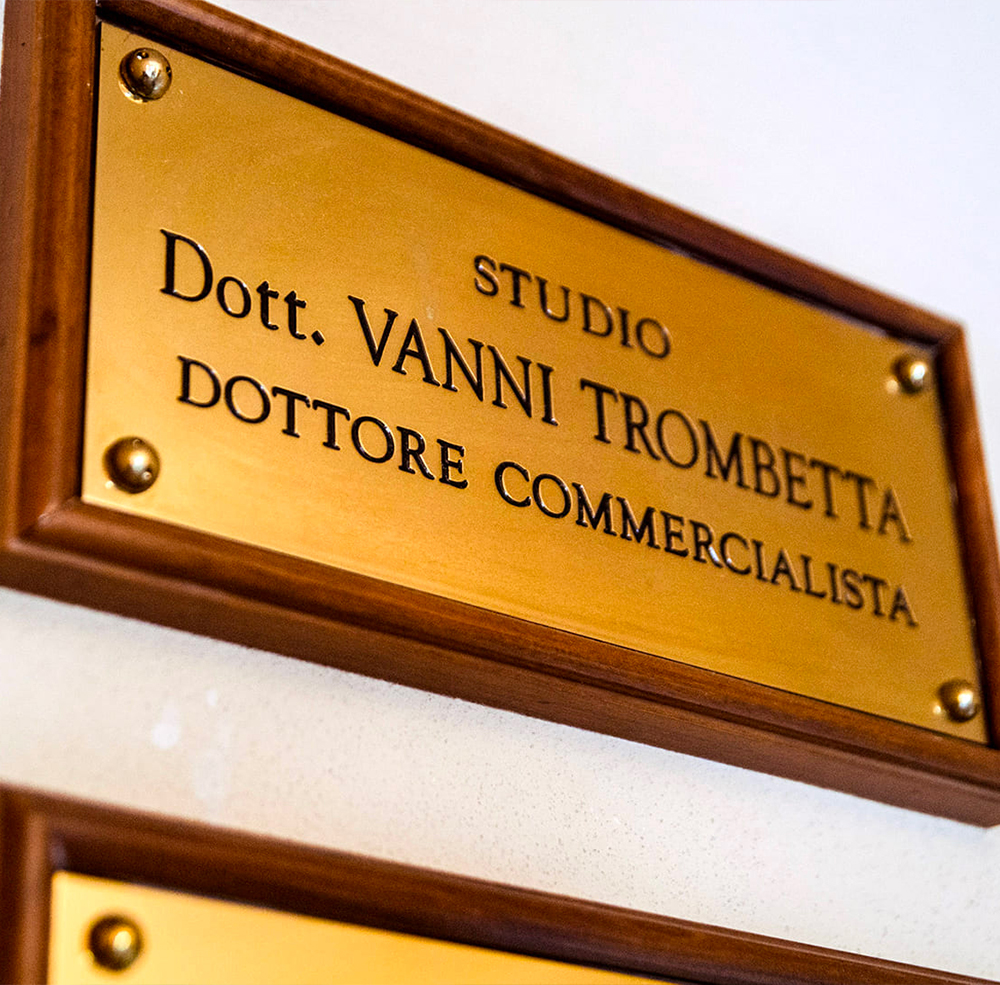 STUDIO
Dott. VANNI TROMBETTA
DOTTORE COMMERCIALISTA